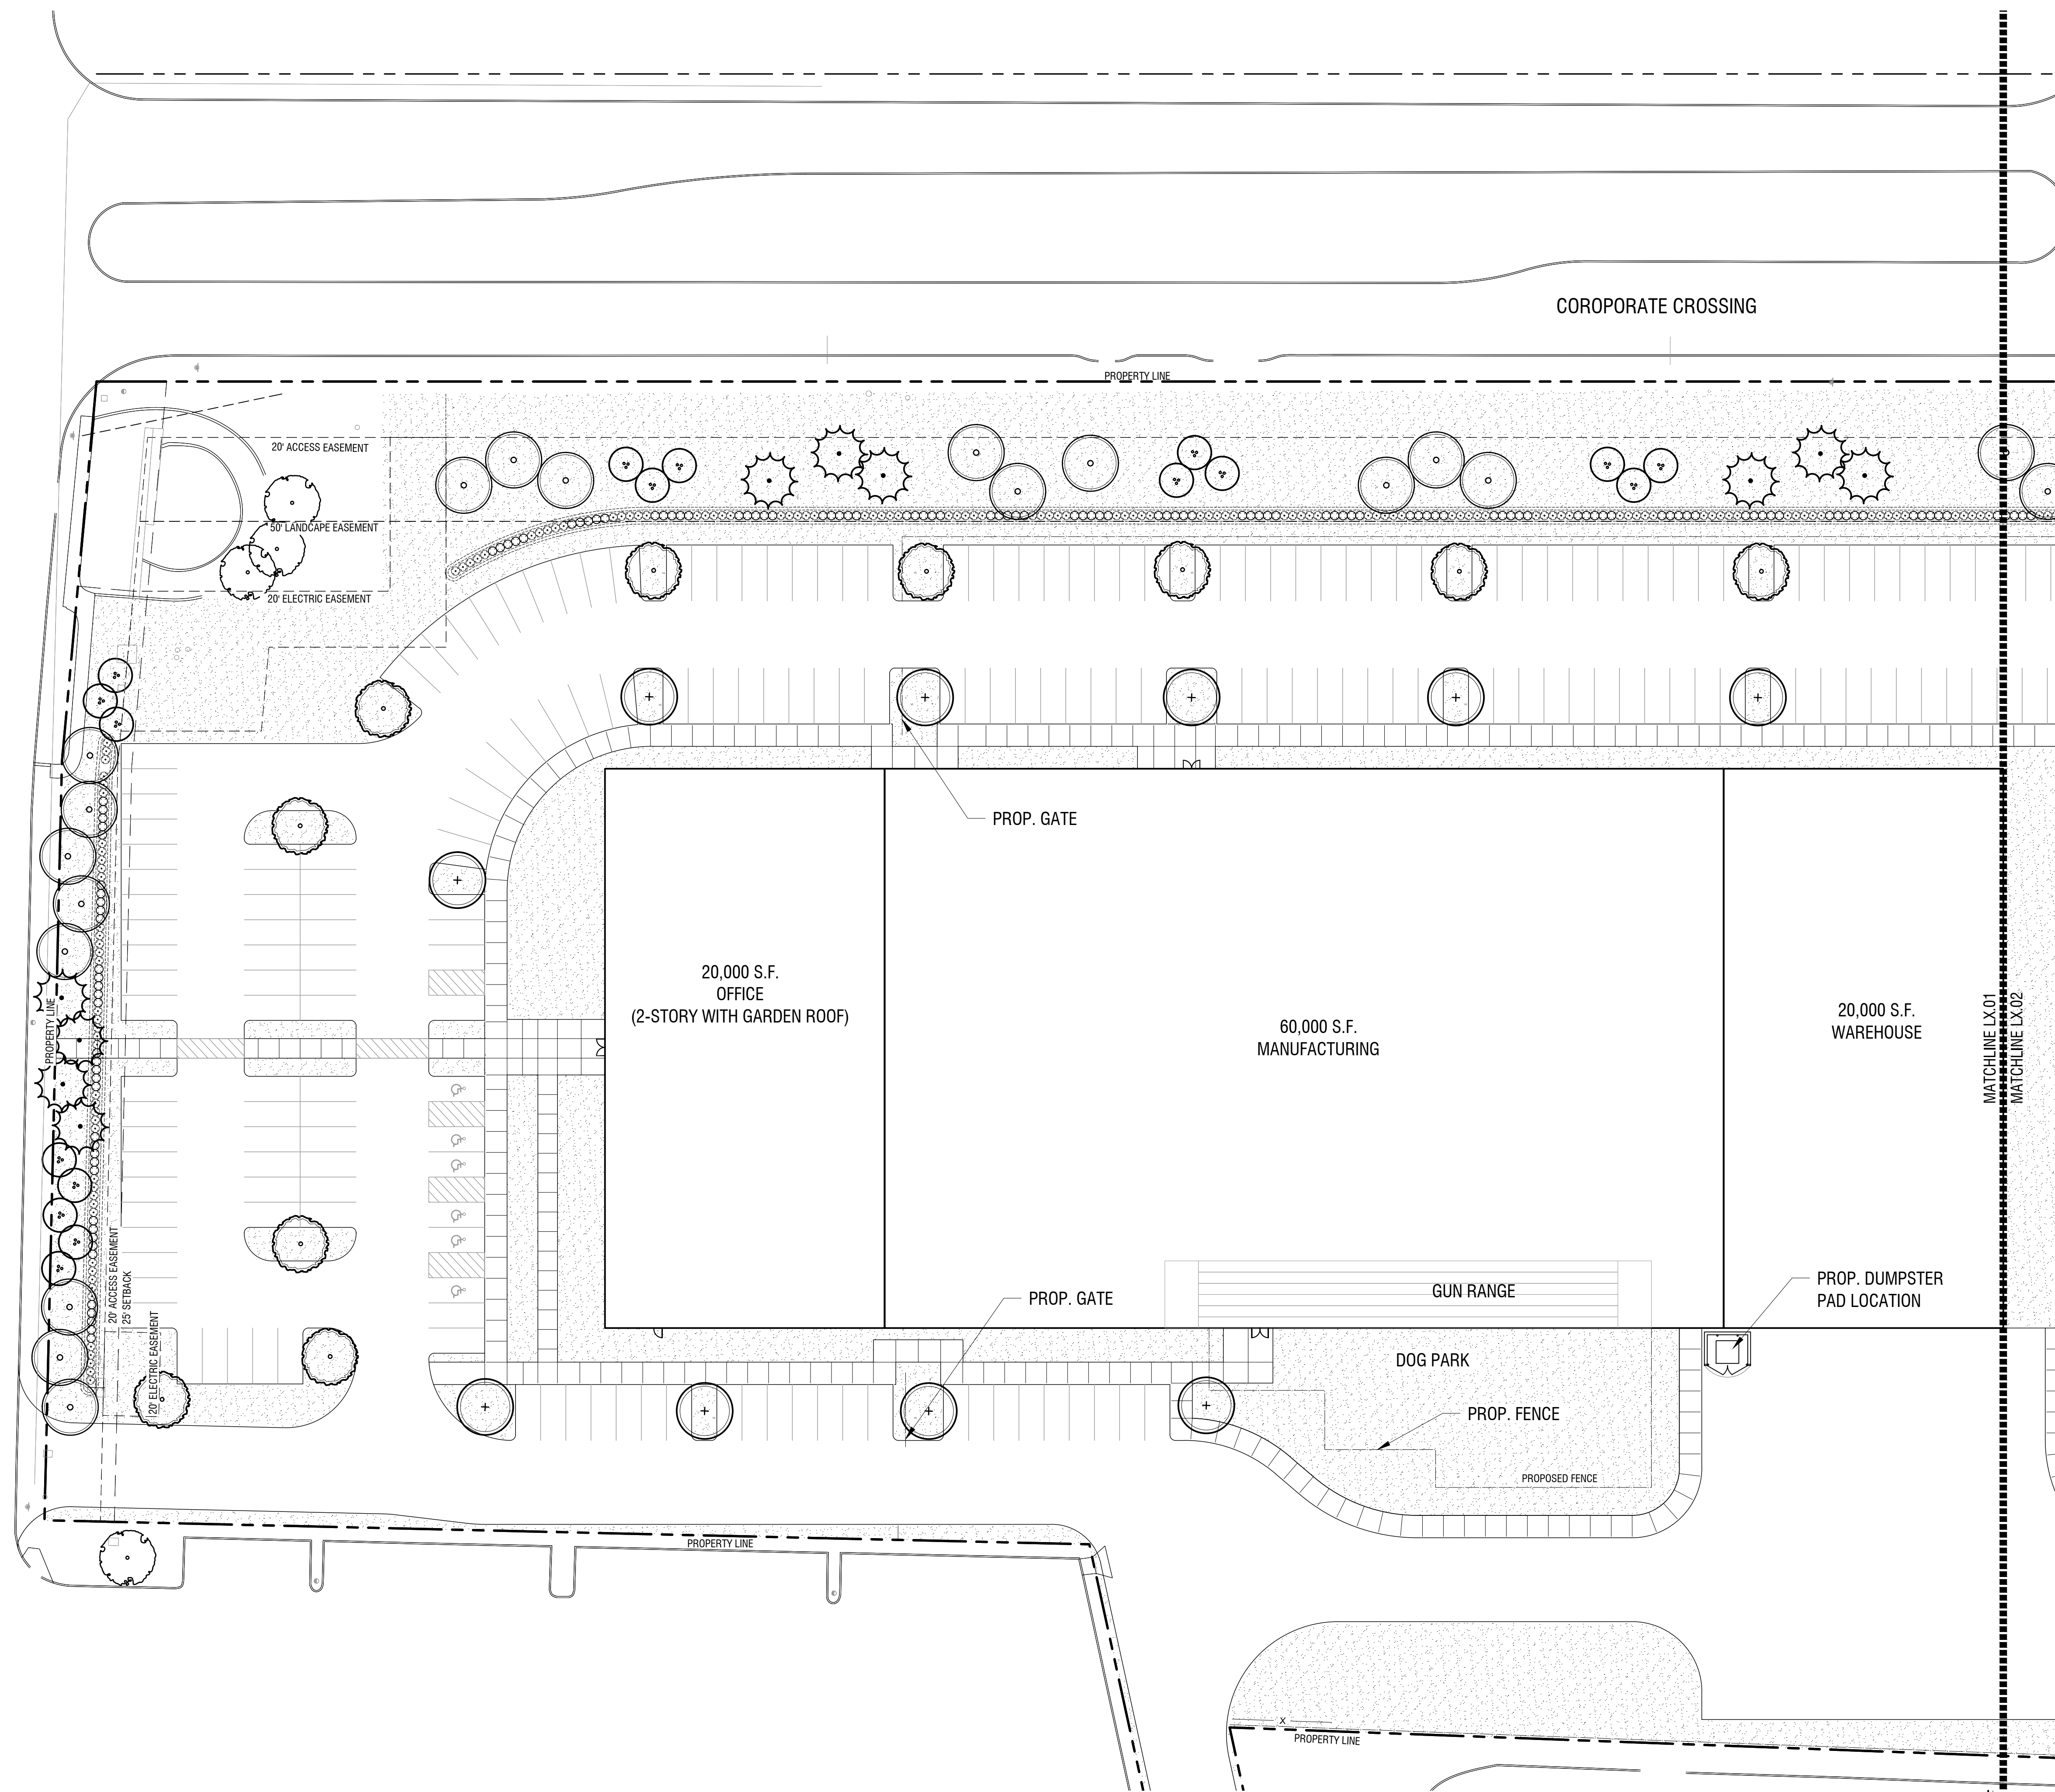 COROPORATE CROSSING
PROPERTY LINE
20' ACCESS EASEMENT
50' LANDCAPE EASEMENT
20' ELECTRIC EASEMENT
PROP. GATE
20,000 S.F.
OFFICE
(2-STORY WITH GARDEN ROOF)
60,000 S.F.
MANUFACTURING
20,000 S.F.
WAREHOUSE
MATCHLINE LX.01
MATCHLINE LX.02
PROPERTY LINE
20' ACCESS EASEMENT
25' SETBACK
20' ELECTRIC EASEMENT
PROP. GATE
GUN RANGE
PROP. DUMPSTER
PAD LOCATION
DOG PARK
PROP. FENCE
PROPOSED FENCE
PROPERTY LINE
X
PROPERTY LINE